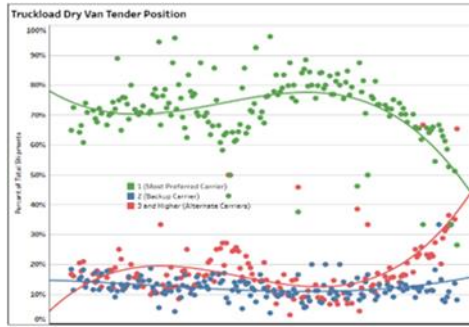 Truckload Dry Van Tender Position
100%
90%
80%
70%
60%
50%
40%
30%
20%
10%
0%
Percent of Total Shipments
1 (Most Preferred Carrier)
2 (Backup Carrier)
3 and Higher (Alternate Carriers)